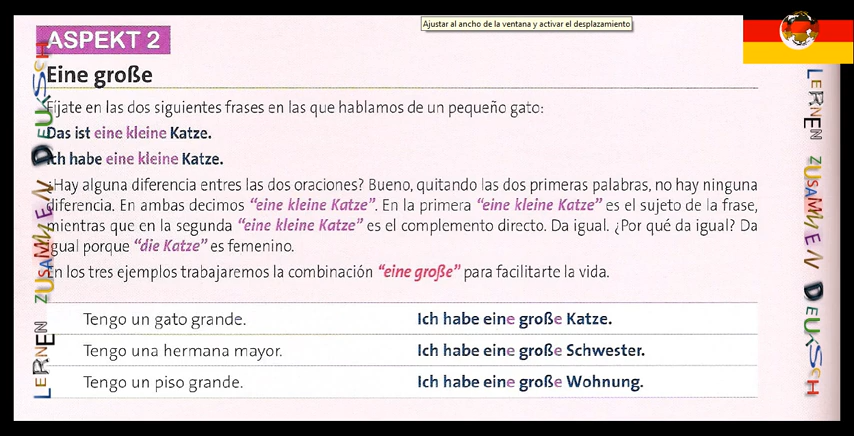 Ajustar al ancho de la ventana y activar el desplazamiento
ASPEKT 2
Eine große
Fíjate en las dos siguientes frases en las que hablamos de un pequeño gato:
Das ist eine kleine Katze.
Ich habe eine kleine Katze.
¿Hay alguna diferencia entres las dos oraciones? Bueno, quitando las dos primeras palabras, no hay ninguna
diferencia. En ambas decimos “eine kleine Katze”. En la primera “eine kleine Katze” es el sujeto de la frase,
mientras que en la segunda “eine kleine Katze” es el complemento directo. Da igual. ¿Por qué da igual? Da
igual porque “die Katze” es femenino.
En los tres ejemplos trabajaremos la combinación “eine große” para facilitarte la vida.
Tengo un gato grande. Ich habe eine große Katze.
Tengo una hermana mayor. Ich habe eine große Schwester.
Tengo un piso grande. Ich habe eine große Wohnung.
LERNEN ZUSAMMEN DEUKSCH
LERNEN ZUSAMMEN DEUKSCH